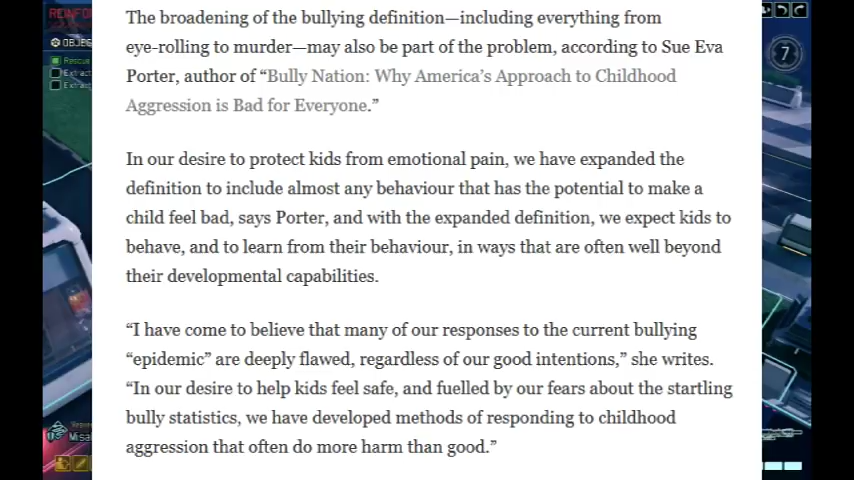 REINFOR
OBJEC
Rescue
Extract
Extract
7
The broadening of the bullying definition—including everything from
eye-rolling to murder—may also be part of the problem, according to Sue Eva
Porter, author of “Bully Nation: Why America’s Approach to Childhood
Aggression is Bad for Everyone.”
In our desire to protect kids from emotional pain, we have expanded the
definition to include almost any behaviour that has the potential to make a
child feel bad, says Porter, and with the expanded definition, we expect kids to
behave, and to learn from their behaviour, in ways that are often well beyond
their developmental capabilities.
“I have come to believe that many of our responses to the current bullying
“epidemic” are deeply flawed, regardless of our good intentions,” she writes.
“In our desire to help kids feel safe, and fuelled by our fears about the startling
bully statistics, we have developed methods of responding to childhood
aggression that often do more harm than good.”